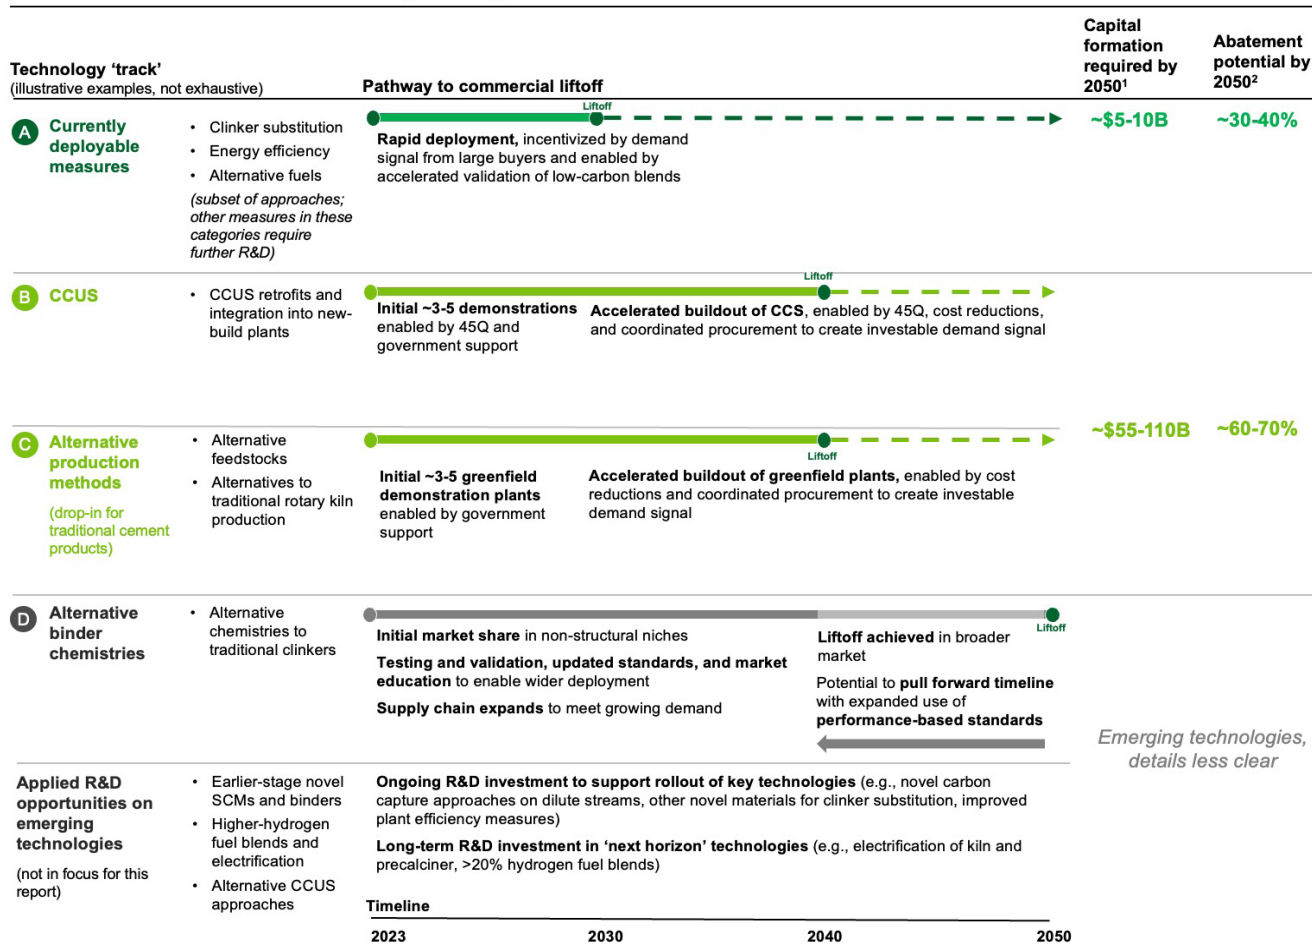 Technology ‘track’
(illustrative examples, not exhaustive)
Pathway to commercial liftoff
Capital
formation
required by
2050¹
Abatement
potential by
2050²
A
Currently
deployable
measures
• Clinker substitution
• Energy efficiency
• Alternative fuels
(subset of approaches;
other measures in these
categories require
further R&D)
Liftoff
Rapid deployment, incentivized by demand
signal from large buyers and enabled by
accelerated validation of low-carbon blends
~$5-10B
~30-40%
B
CCUS
• CCUS retrofits and
integration into new-
build plants
Liftoff
Initial ~3-5 demonstrations
enabled by 45Q and
government support
Accelerated buildout of CCS, enabled by 45Q, cost reductions,
and coordinated procurement to create investable demand signal
~$55-110B
~60-70%
C
Alternative
production
methods
(drop-in for
traditional cement
products)
• Alternative
feedstocks
• Alternatives to
traditional rotary kiln
production
Liftoff
Initial ~3-5 greenfield
demonstration plants
enabled by government
support
Accelerated buildout of greenfield plants, enabled by cost
reductions and coordinated procurement to create investable
demand signal
D
Alternative
binder
chemistries
• Alternative
chemistries to
traditional clinkers
Liftoff
Initial market share in non-structural niches
Testing and validation, updated standards, and market
education to enable wider deployment
Supply chain expands to meet growing demand
Liftoff achieved in broader
market
Potential to pull forward timeline
with expanded use of
performance-based standards
Emerging technologies,
details less clear
Applied R&D
opportunities on
emerging
technologies
(not in focus for this
report)
• Earlier-stage novel
SCMs and binders
• Higher-hydrogen
fuel blends and
electrification
• Alternative CCUS
approaches
Ongoing R&D investment to support rollout of key technologies (e.g., novel carbon
capture approaches on dilute streams, other novel materials for clinker substitution, improved
plant efficiency measures)
Long-term R&D investment in ‘next horizon’ technologies (e.g., electrification of kiln and
precalciner, >20% hydrogen fuel blends)
Timeline
2023
2030
2040
2050